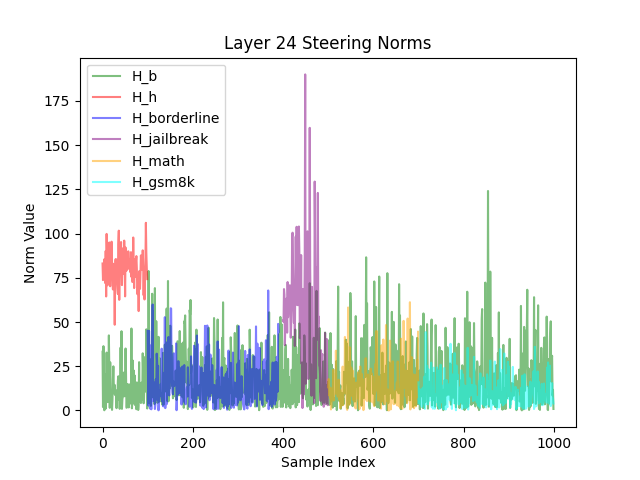 Layer 24 Steering Norms
H_b
H_h
H_borderline
H_jailbreak
H_math
H_gsm8k
Norm Value
175
150
125
100
75
50
25
0
0 200 400 600 800 1000
Sample Index